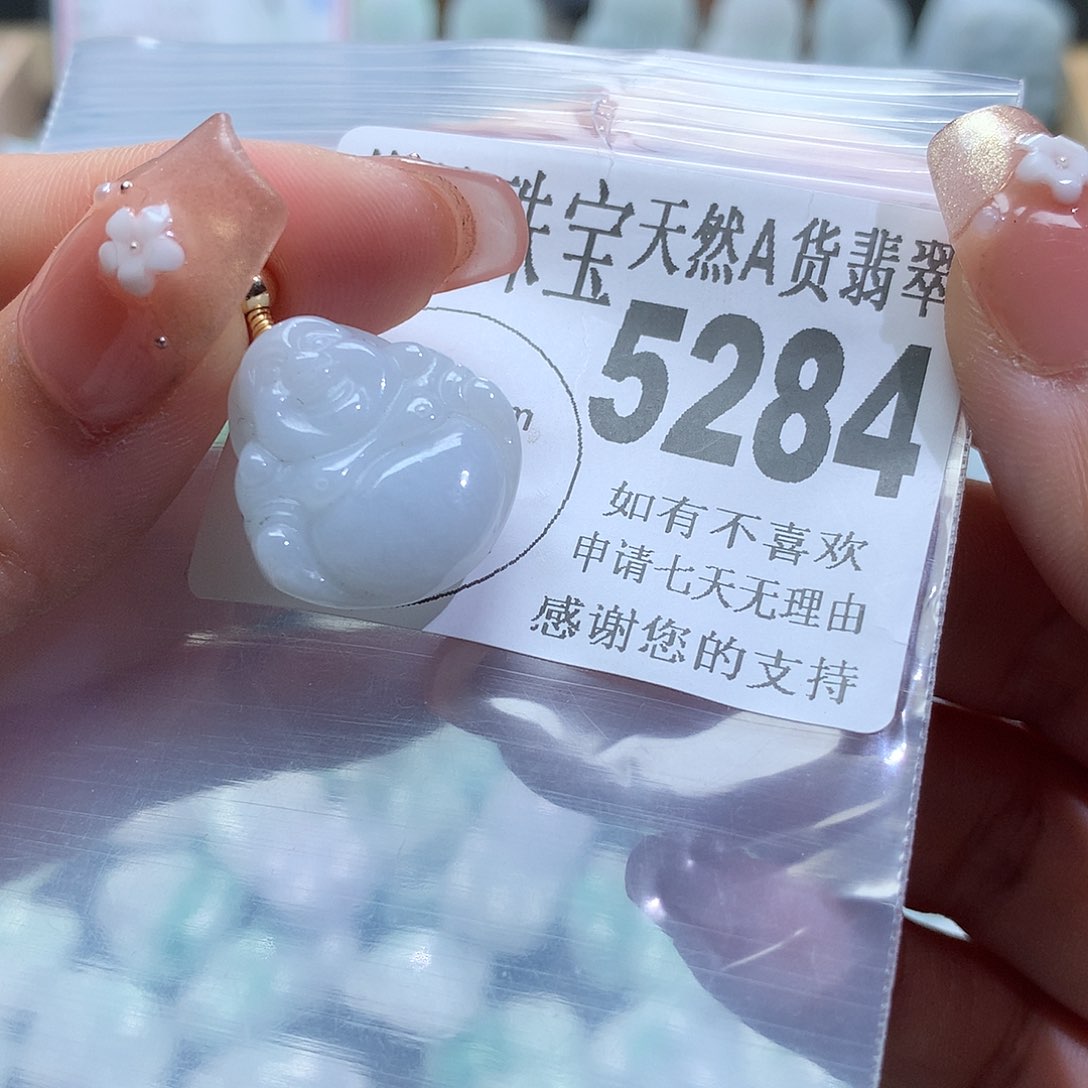 珠宝天然A货翡翠
5284
如有不喜欢
申请七天无理由
感谢您的支持